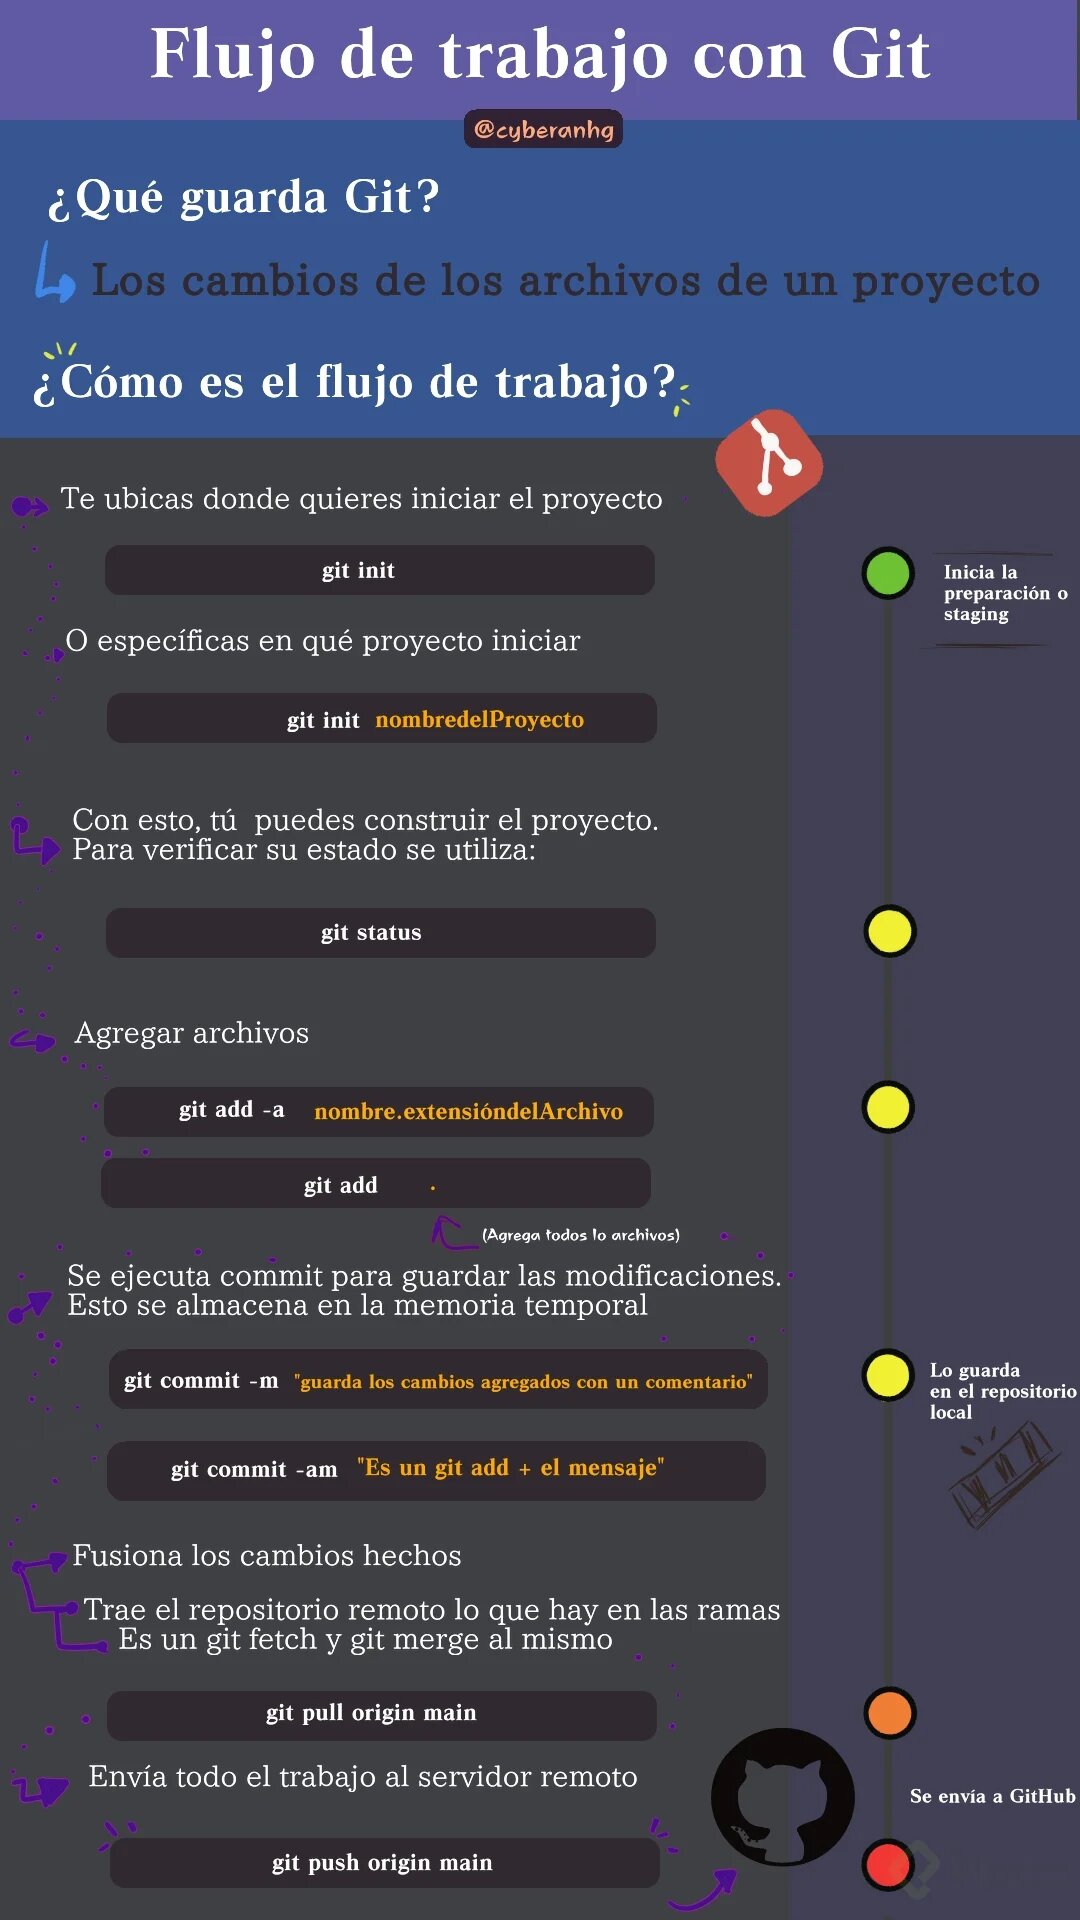 Flujo de trabajo con Git
@cyberanhg
¿Qué guarda Git?
Los cambios de los archivos de un proyecto
¿Cómo es el flujo de trabajo?
Te ubicas donde quieres iniciar el proyecto
git init
Inicia la
preparación o
staging
O específicas en qué proyecto iniciar
git init nombredelProyecto
Con esto, tú puedes construir el proyecto.
Para verificar su estado se utiliza:
git status
Agregar archivos
git add -a nombre.extensióndelArchivo
git add .
(Agrega todos lo archivos)
Se ejecuta commit para guardar las modificaciones.
Esto se almacena en la memoria temporal
git commit -m "guarda los cambios agregados con un comentario"
Lo guarda
en el repositorio
local
git commit -am "Es un git add + el mensaje"
Fusiona los cambios hechos
Trae el repositorio remoto lo que hay en las ramas
Es un git fetch y git merge al mismo
git pull origin main
Envía todo el trabajo al servidor remoto
Se envía a GitHub
git push origin main